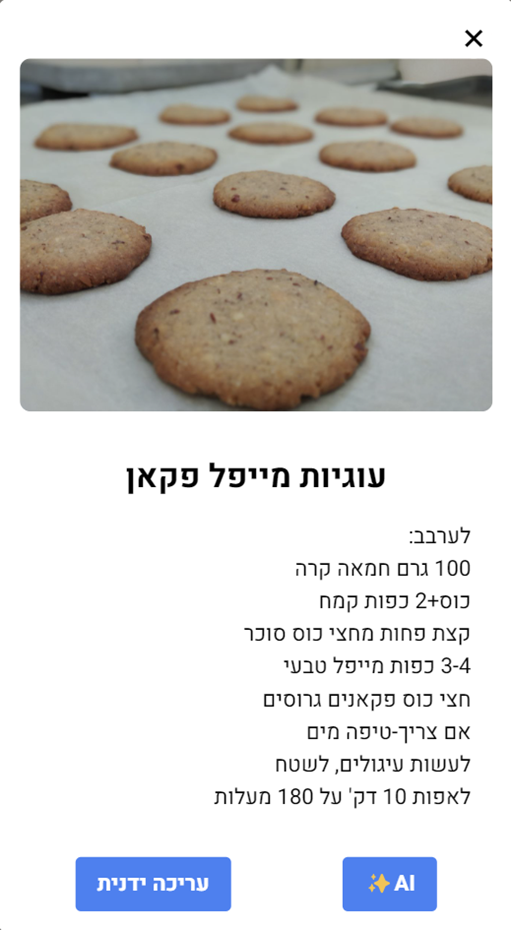 עוגיות מייפל פקאן
לערבב:
100 גרם חמאה קרה
כוס+2 כפות קמח
קצת פחות מחצי כוס סוכר
3-4 כפות מייפל טבעי
חצי כוס פקאנים גרוסים
אם צריך-טיפה מים
לעשות עיגולים, לשטח
לאפות 10 דק' על 180 מעלות
AI✨
עריכה ידנית